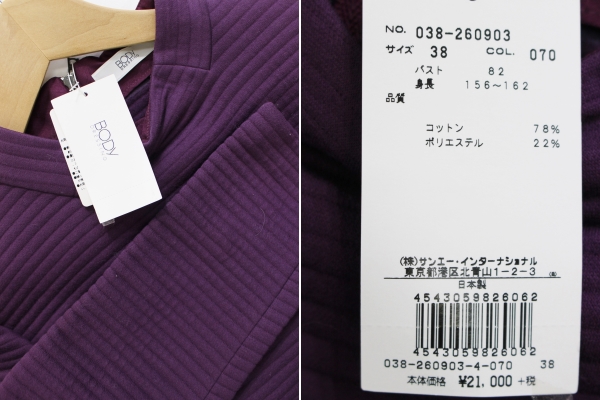 BODY
BODY
NO. 038-260903
サイズ 38 COL. 070
バスト 82
身長 156~162
品質
コットン 78%
ポリエステル 22%
(株)サンエー・インターナショナル
東京都港区北青山1-2-3
日本製
4543059826062
4543059826062
038-260903-4-070 38
本体価格 ¥21,000 +税